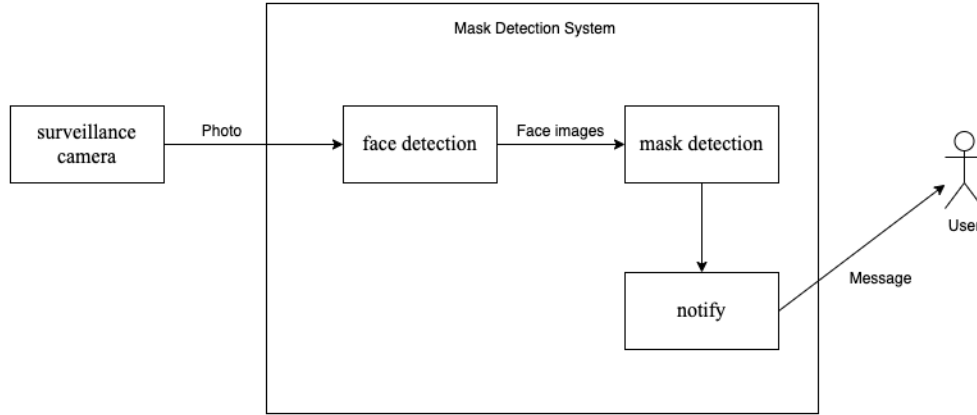 Mask Detection System
surveillance
camera
Photo
face detection
Face images
mask detection
User
notify
Message